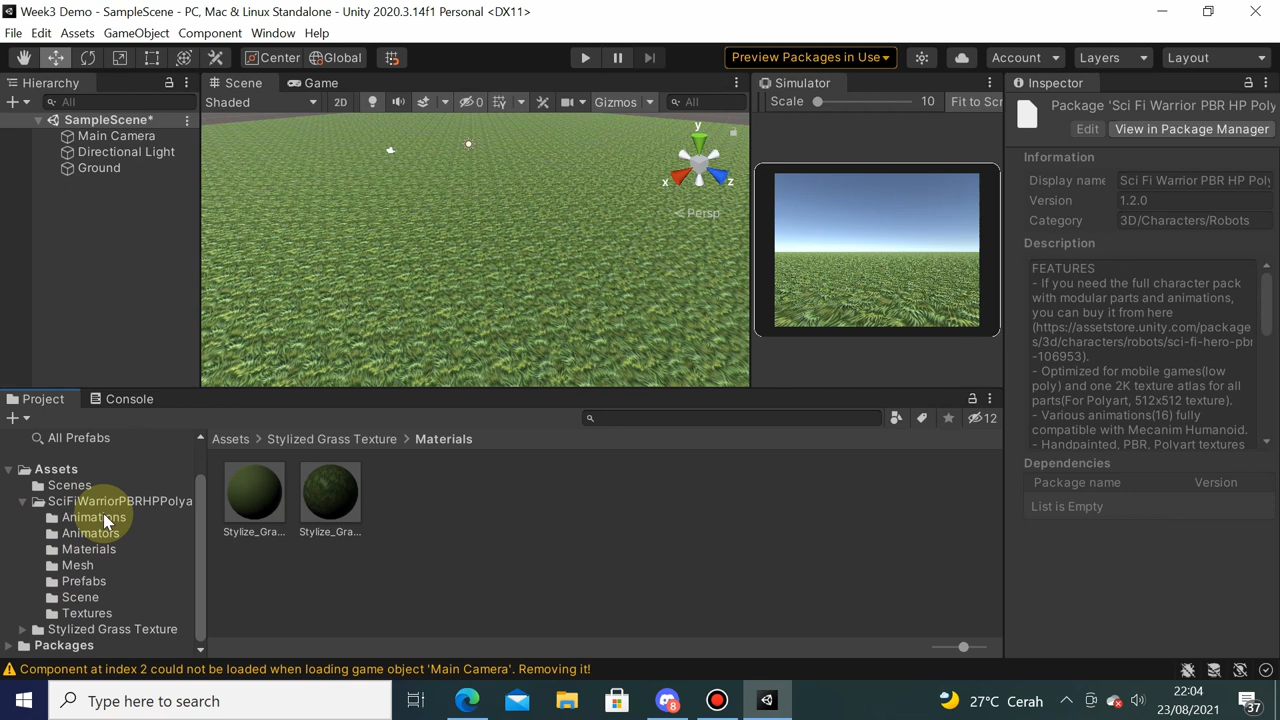 Week3 Demo - SampleScene - PC, Mac & Linux Standalone - Unity 2020.3.14f1 Personal <DX11>
File Edit Assets GameObject Component Window Help
Center Global Preview Packages in Use Account Layers Layout
Hierarchy
All
SampleScene*
Main Camera
Directional Light
Ground
Scene Game
Shaded 2D 0 Gizmos All
y
x z
< Persp
Simulator
Scale 10 Fit to Scr
Inspector
Package 'Sci Fi Warrior PBR HP Poly
Edit View in Package Manager
Information
Display name Sci Fi Warrior PBR HP Poly
Version 1.2.0
Category 3D/Characters/Robots
Description
FEATURES
- If you need the full character pack
with modular parts and animations,
you can buy it from here
(https://assetstore.unity.com/package
s/3d/characters/robots/sci-fi-hero-pbr
-106953).
- Optimized for mobile games(low
poly) and one 2K texture atlas for all
parts(For Polyart, 512x512 texture).
- Various animations(16) fully
compatible with Mecanim Humanoid.
- Handpainted, PBR, Polyart textures
Dependencies
Package name Version
List is Empty
Project Console
12
All Prefabs
Assets
Scenes
SciFiWarriorPBRHPPolya
Animations
Animators
Materials
Mesh
Prefabs
Scene
Textures
Stylized Grass Texture
Packages
Assets > Stylized Grass Texture > Materials
Stylize_Gra... Stylize_Gra...
Component at index 2 could not be loaded when loading game object 'Main Camera'. Removing it!
Type here to search
8
27°C Cerah
22:04
23/08/2021
37